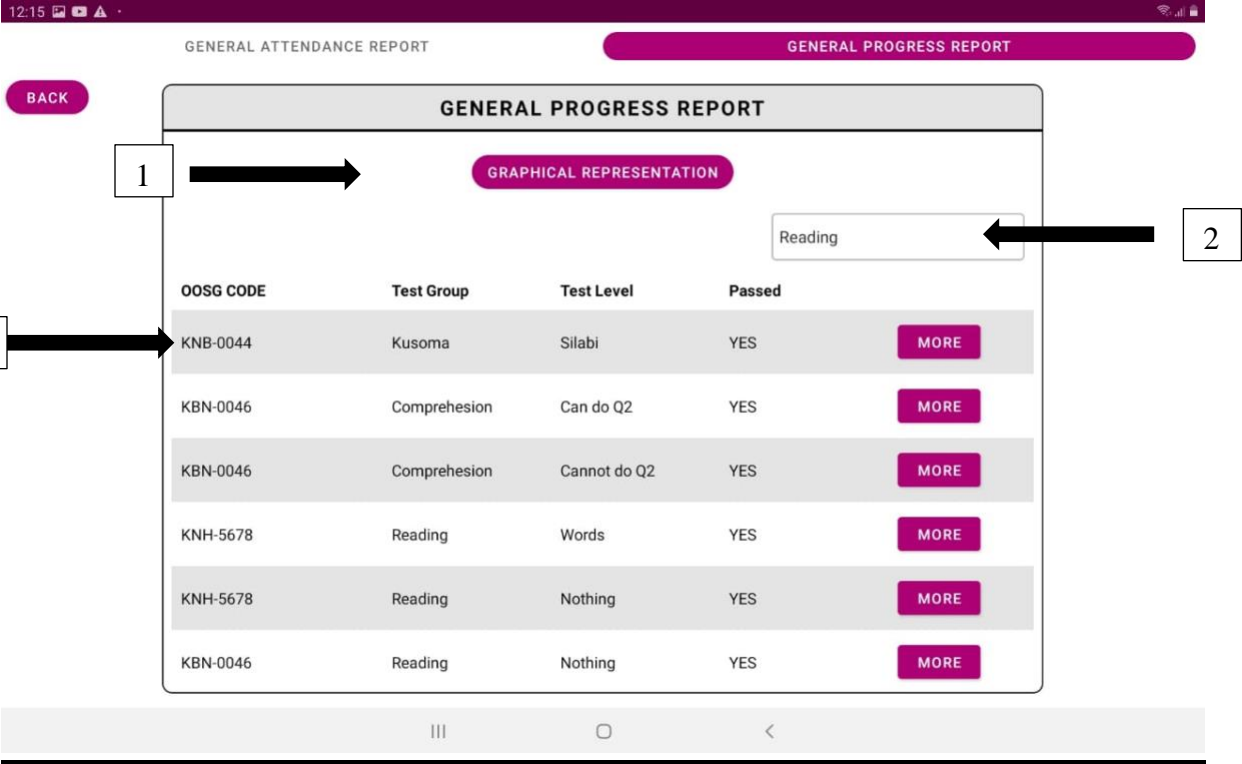 12:15
GENERAL ATTENDANCE REPORT GENERAL PROGRESS REPORT
BACK
GENERAL PROGRESS REPORT
1 GRAPHICAL REPRESENTATION
Reading 2
OOSG CODE Test Group Test Level Passed
KNB-0044 Kusoma Silabi YES MORE
KBN-0046 Comprehesion Can do Q2 YES MORE
KBN-0046 Comprehesion Cannot do Q2 YES MORE
KNH-5678 Reading Words YES MORE
KNH-5678 Reading Nothing YES MORE
KBN-0046 Reading Nothing YES MORE